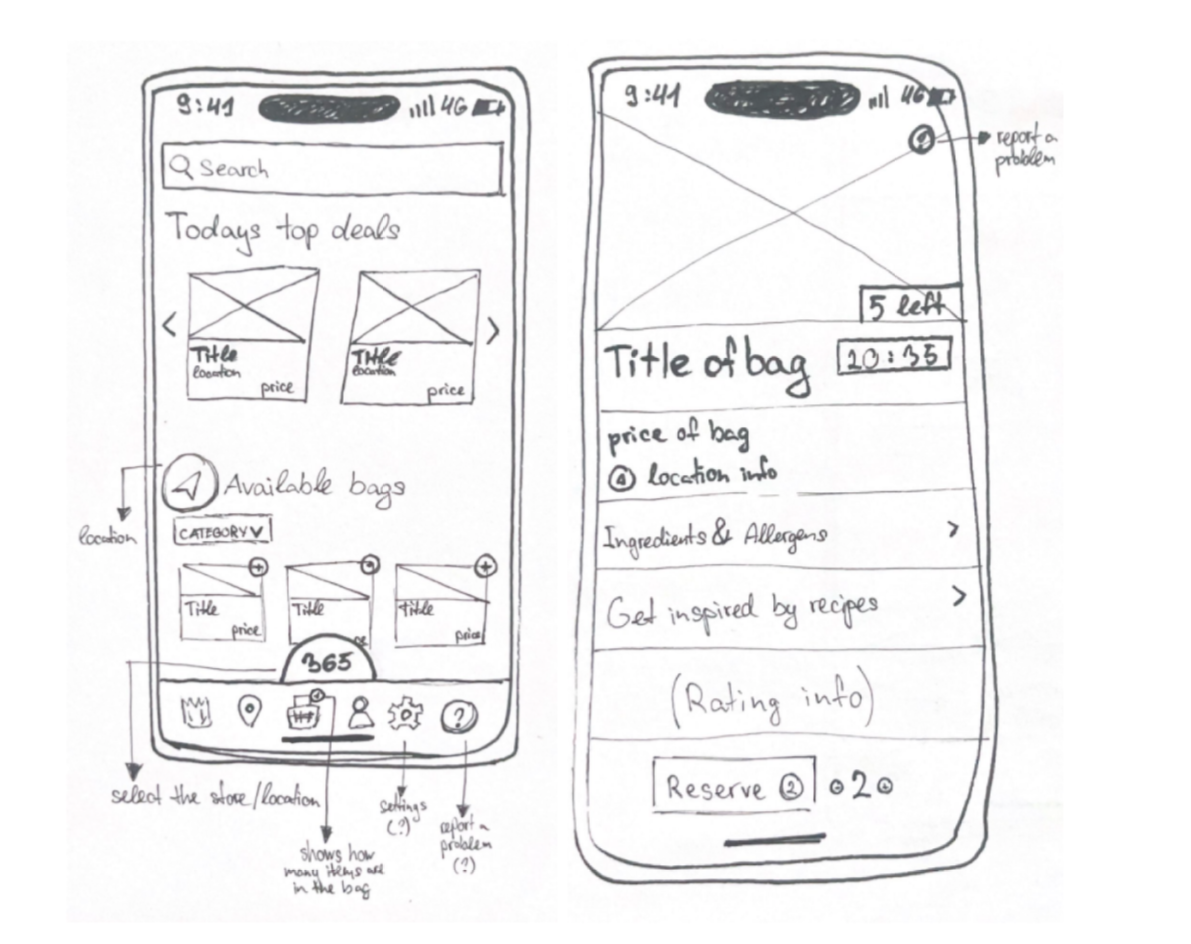 9:41
4G
Search
Todays top deals
<
>
Title
location
price
Title
location
price
Available bags
location
CATEGORY
Title
price
Title
Title
price
365
?
select the store/location
shows how
many items are
in the bag
settings
(?)
report a
problem
(?)
9:41
4G
?
report a
problem
5 left
Title of bag
20:35
price of bag
location info
Ingredients & Allergens
>
Get inspired by recipes
>
(Rating info)
Reserve 2
2